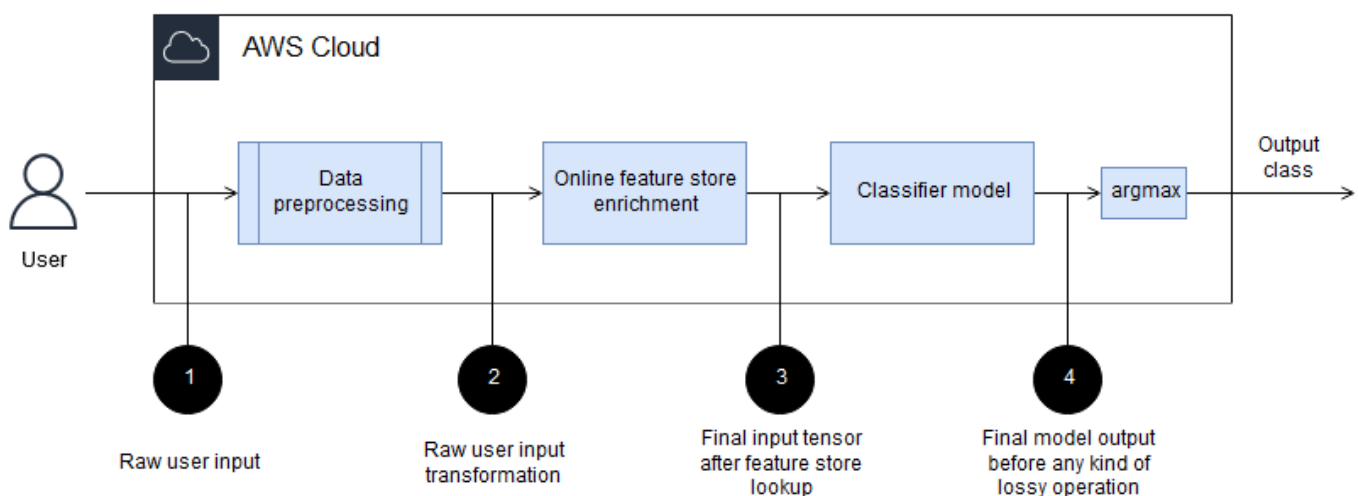 AWS Cloud
User
Data
preprocessing
Online feature store
enrichment
Classifier model
argmax
Output
class
1
2
3
4
Raw user input
Raw user input
transformation
Final input tensor
after feature store
lookup
Final model output
before any kind of
lossy operation